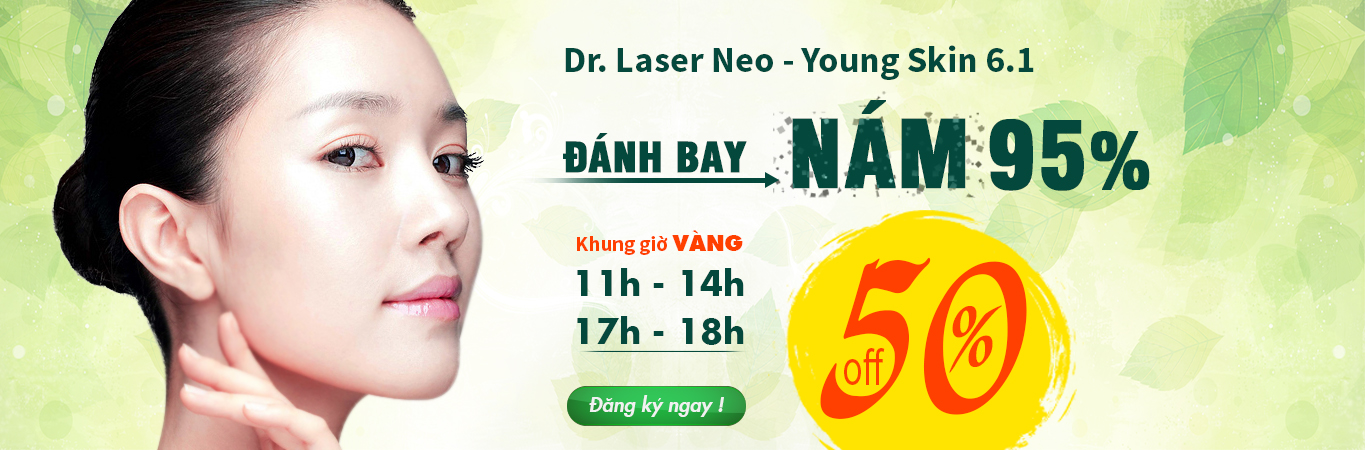 Dr. Laser Neo - Young Skin 6.1
ĐÁNH BAY NÁM 95%
Khung giờ VÀNG
11h - 14h
17h - 18h
Đăng ký ngay !
50%
off